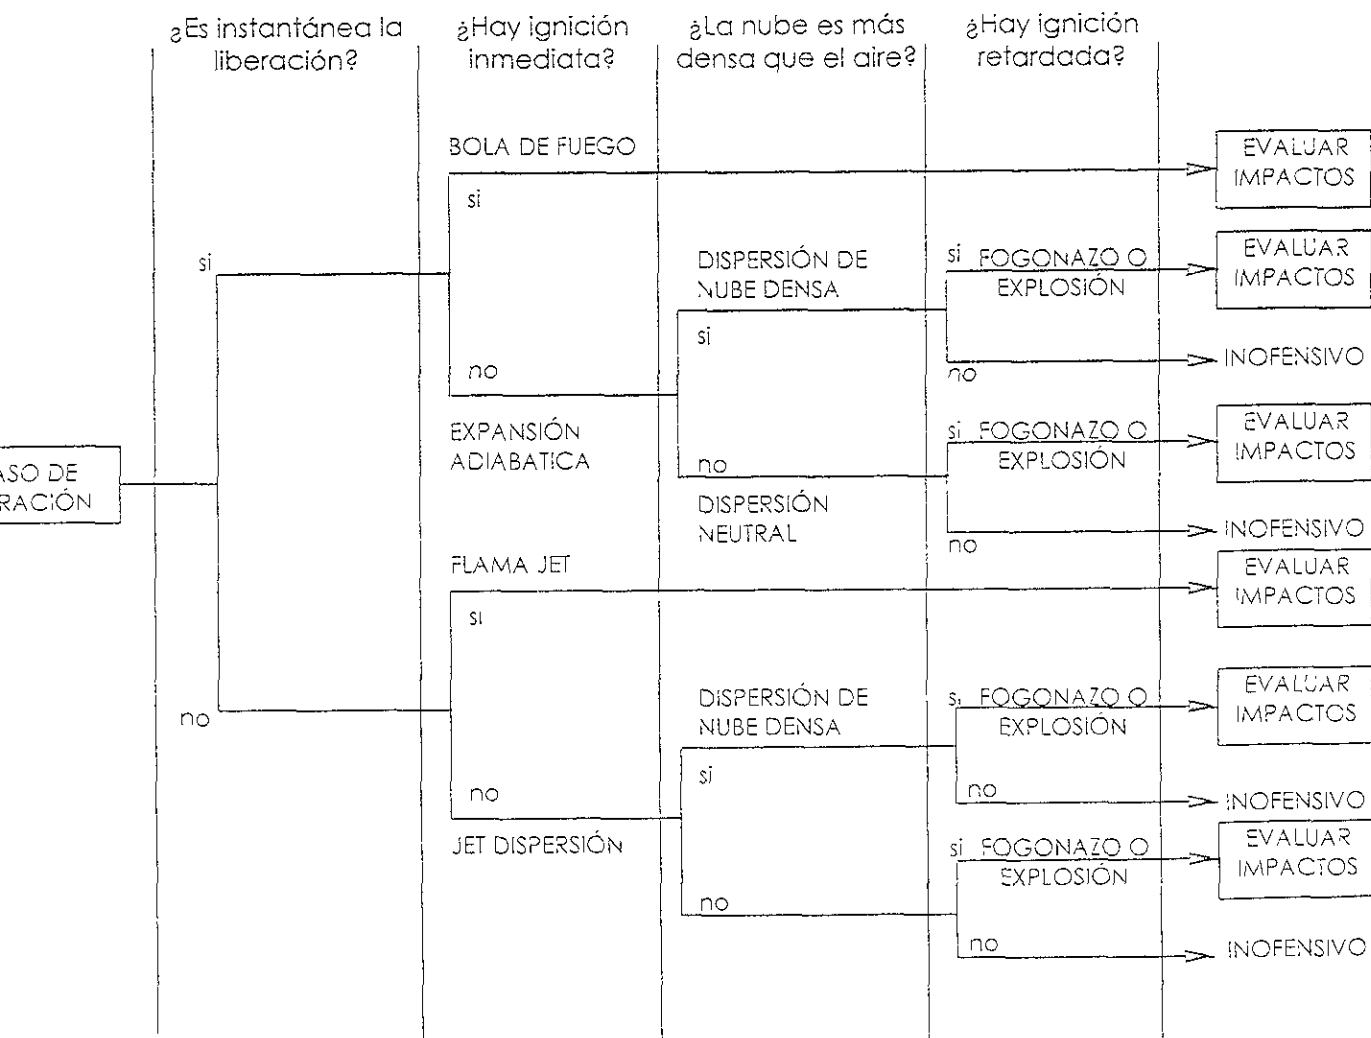 ¿Es instantánea la
liberación?
¿Hay ignición
inmediata?
¿La nube es más
densa que el aire?
¿Hay ignición
retardada?
BOLA DE FUEGO
si
EVALUAR
IMPACTOS
si
DISPERSIÓN DE
NUBE DENSA
si
si FOGONAZO O
EXPLOSIÓN
EVALUAR
IMPACTOS
no
INOFENSIVO
no
EXPANSIÓN
ADIABATICA
no
DISPERSIÓN
NEUTRAL
si FOGONAZO O
EXPLOSIÓN
EVALUAR
IMPACTOS
no
INOFENSIVO
ASO DE
RACIÓN
FLAMA JET
si
EVALUAR
IMPACTOS
no
DISPERSIÓN DE
NUBE DENSA
si
si FOGONAZO O
EXPLOSIÓN
EVALUAR
IMPACTOS
no
INOFENSIVO
no
JET DISPERSIÓN
no
si FOGONAZO O
EXPLOSIÓN
EVALUAR
IMPACTOS
no
INOFENSIVO